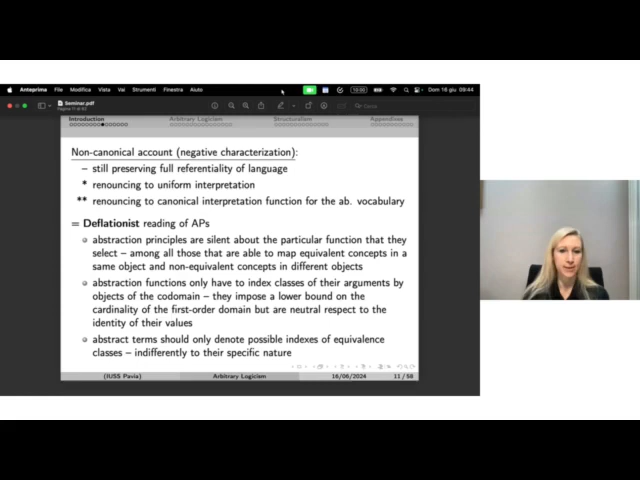 Anteprima File Modifica Vista Vai Strumenti Finestra Aiuto Dom 16 giu 09:44
Seminar.pdf
Introduction Arbitrary Logicism Structuralism Appendixes
Non-canonical account (negative characterization):
– still preserving full referentiality of language
* renouncing to uniform interpretation
** renouncing to canonical interpretation function for the ab. vocabulary
= Deflationist reading of APs
abstraction principles are silent about the particular function that they
select – among all those that are able to map equivalent concepts in a
same object and non-equivalent concepts in different objects
abstraction functions only have to index classes of their arguments by
objects of the codomain – they impose a lower bound on the
cardinality of the first-order domain but are neutral respect to the
identity of their values
abstract terms should only denote possible indexes of equivalence
classes – indifferently to their specific nature
(IUSS Pavia) Arbitrary Logicism 16/06/2024 11 / 58